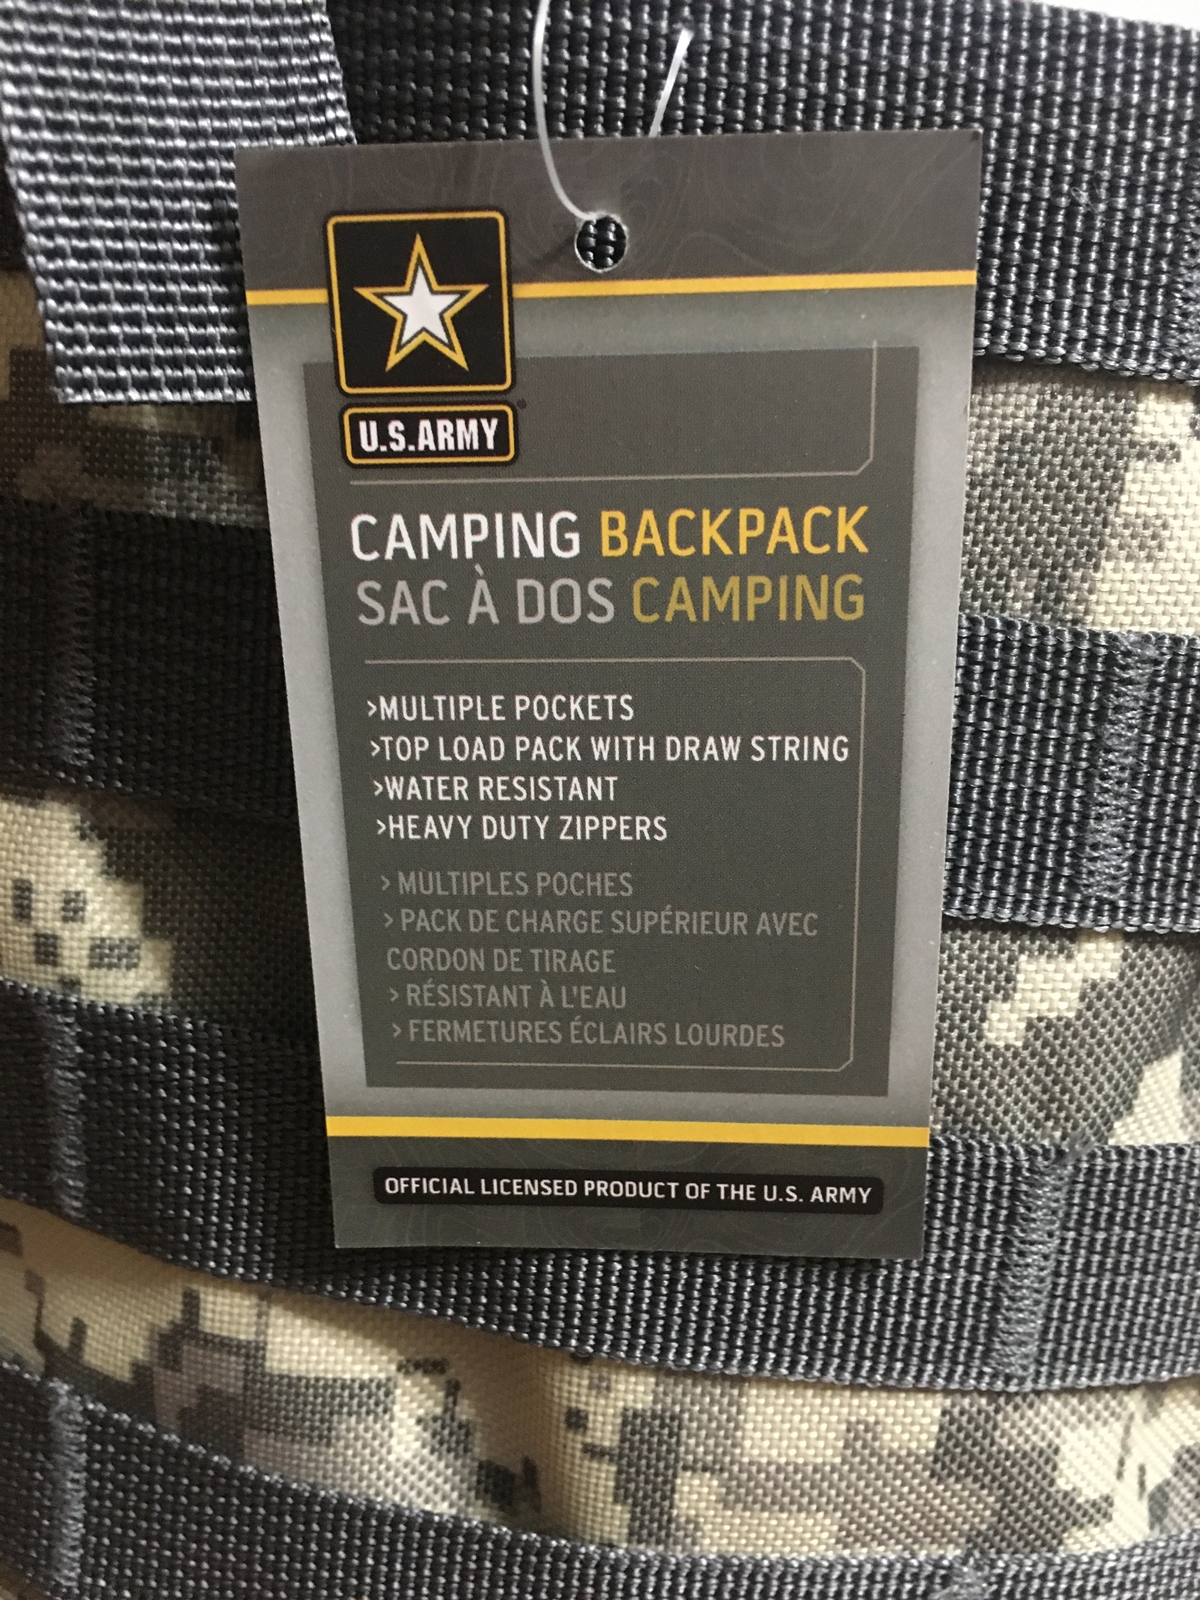 U.S.ARMY
CAMPING BACKPACK
SAC À DOS CAMPING
>MULTIPLE POCKETS
>TOP LOAD PACK WITH DRAW STRING
>WATER RESISTANT
>HEAVY DUTY ZIPPERS
> MULTIPLES POCHES
> PACK DE CHARGE SUPÉRIEUR AVEC
CORDON DE TIRAGE
> RÉSISTANT À L'EAU
> FERMETURES ÉCLAIRS LOURDES
OFFICIAL LICENSED PRODUCT OF THE U.S. ARMY